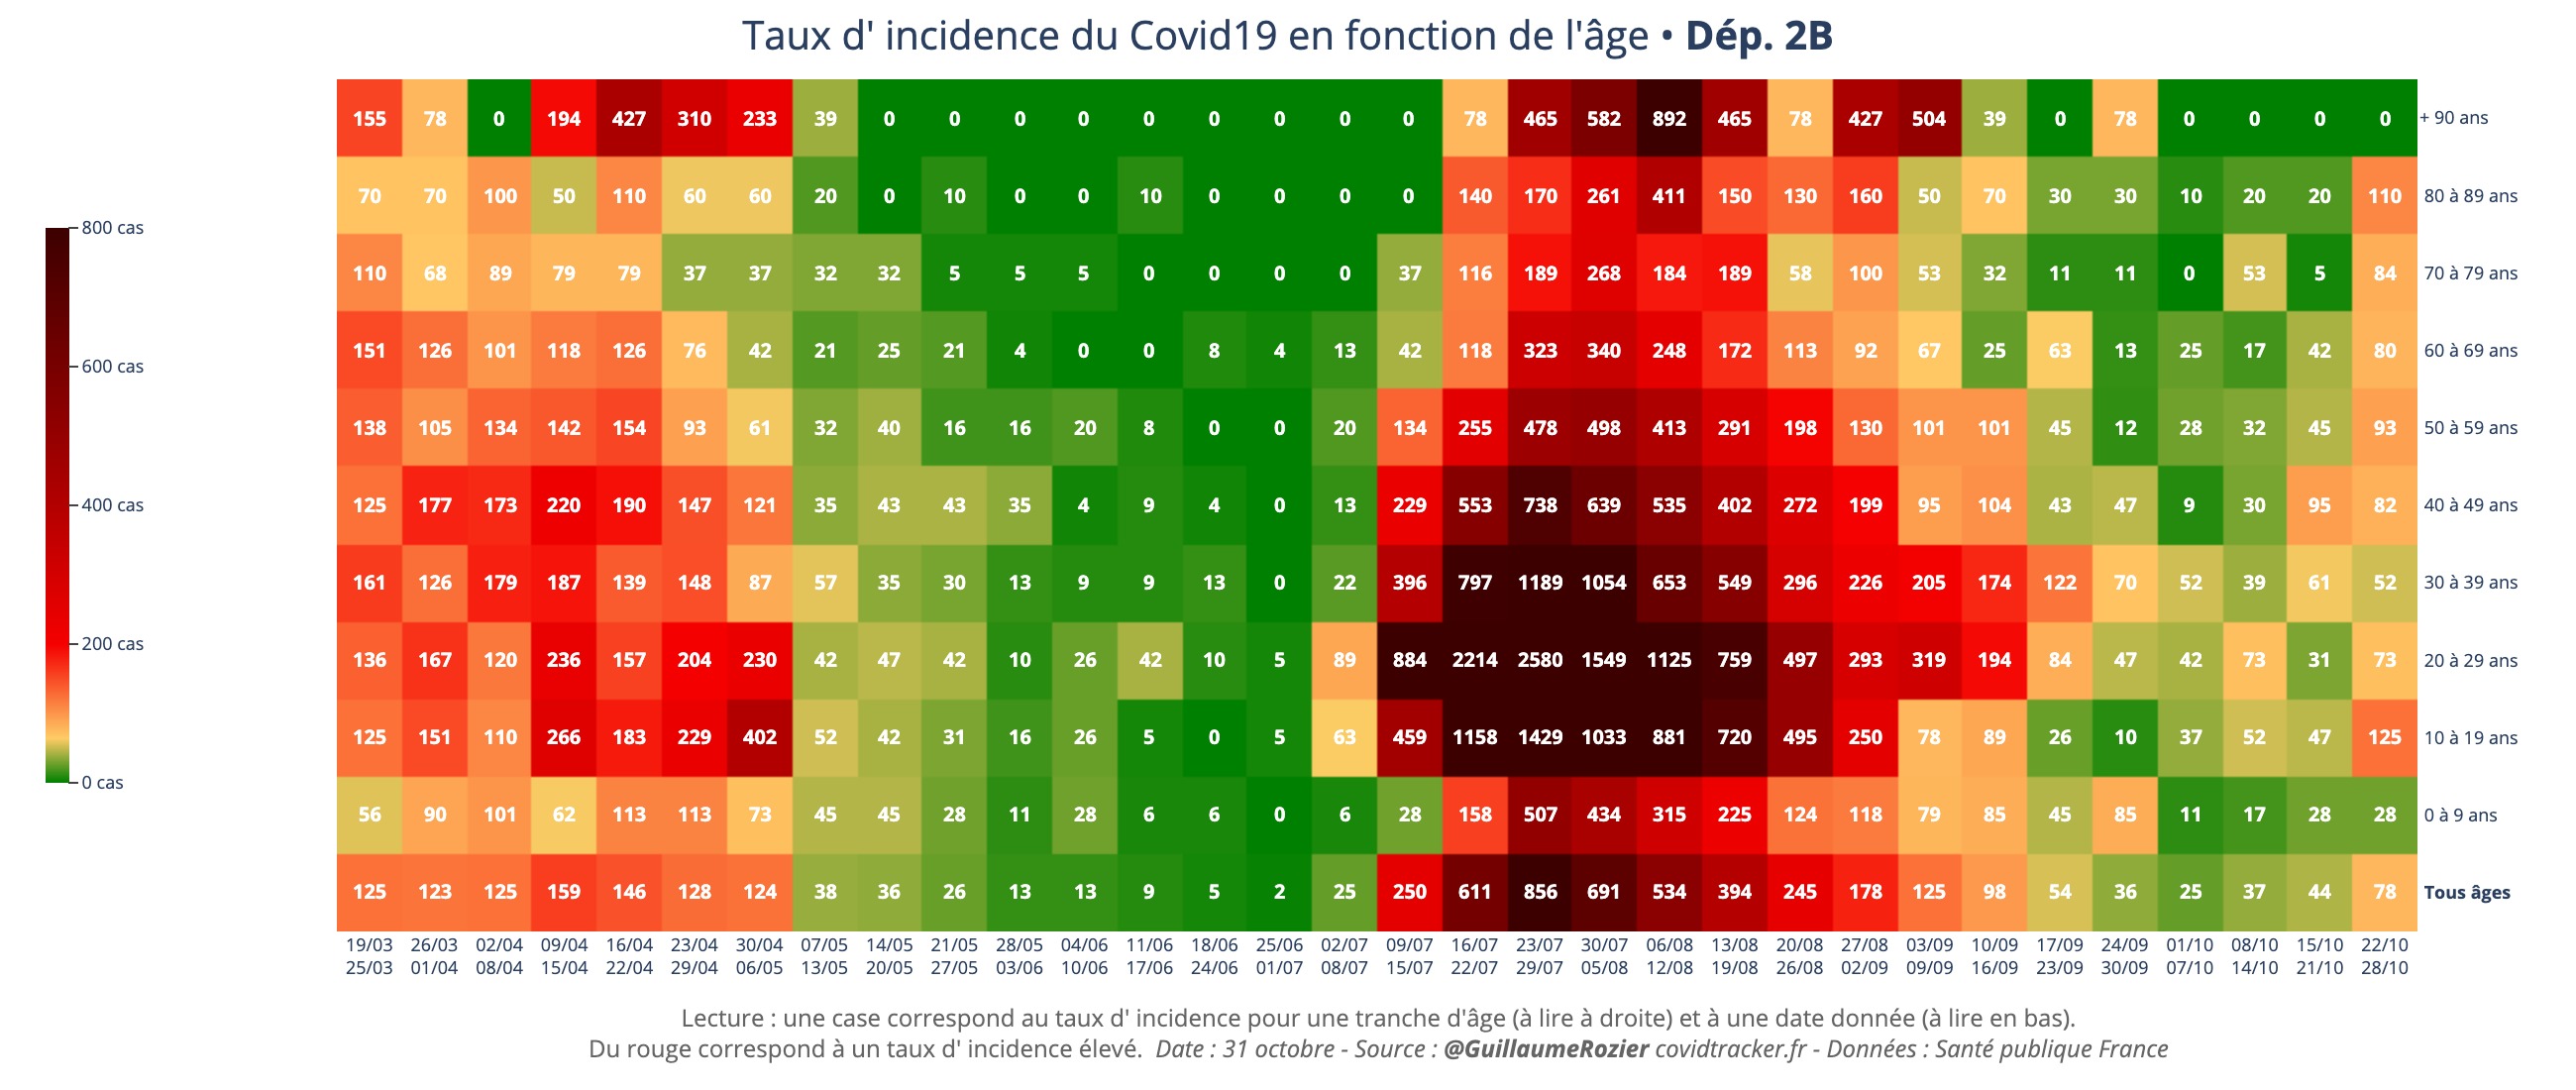 Taux d' incidence du Covid19 en fonction de l'âge • Dép. 2B
155 78 0 194 427 310 233 39 0 0 0 0 0 0 0 0 0 78 465 582 892 465 78 427 504 39 0 78 0 0 0 0 + 90 ans
70 70 100 50 110 60 60 20 0 10 0 0 10 0 0 0 0 140 170 261 411 150 130 160 50 70 30 30 10 20 20 110 80 à 89 ans
800 cas
110 68 89 79 79 37 37 32 32 5 5 5 0 0 0 0 37 116 189 268 184 189 58 100 53 32 11 11 0 53 5 84 70 à 79 ans
151 126 101 118 126 76 42 21 25 21 4 0 0 8 4 13 42 118 323 340 248 172 113 92 67 25 63 13 25 17 42 80 60 à 69 ans
600 cas
138 105 134 142 154 93 61 32 40 16 16 20 8 0 0 20 134 255 478 498 413 291 198 130 101 101 45 12 28 32 45 93 50 à 59 ans
400 cas
125 177 173 220 190 147 121 35 43 43 35 4 9 4 0 13 229 553 738 639 535 402 272 199 95 104 43 47 9 30 95 82 40 à 49 ans
161 126 179 187 139 148 87 57 35 30 13 9 9 13 0 22 396 797 1189 1054 653 549 296 226 205 174 122 70 52 39 61 52 30 à 39 ans
200 cas
136 167 120 236 157 204 230 42 47 42 10 26 42 10 5 89 884 2214 2580 1549 1125 759 497 293 319 194 84 47 42 73 31 73 20 à 29 ans
125 151 110 266 183 229 402 52 42 31 16 26 5 0 5 63 459 1158 1429 1033 881 720 495 250 78 89 26 10 37 52 47 125 10 à 19 ans
0 cas
56 90 101 62 113 113 73 45 45 28 11 28 6 6 0 6 28 158 507 434 315 225 124 118 79 85 45 85 11 17 28 28 0 à 9 ans
125 123 125 159 146 128 124 38 36 26 13 13 9 5 2 25 250 611 856 691 534 394 245 178 125 98 54 36 25 37 44 78 Tous âges
19/03 26/03 02/04 09/04 16/04 23/04 30/04 07/05 14/05 21/05 28/05 04/06 11/06 18/06 25/06 02/07 09/07 16/07 23/07 30/07 06/08 13/08 20/08 27/08 03/09 10/09 17/09 24/09 01/10 08/10 15/10 22/10
25/03 01/04 08/04 15/04 22/04 29/04 06/05 13/05 20/05 27/05 03/06 10/06 17/06 24/06 01/07 08/07 15/07 22/07 29/07 05/08 12/08 19/08 26/08 02/09 09/09 16/09 23/09 30/09 07/10 14/10 21/10 28/10
Lecture : une case correspond au taux d' incidence pour une tranche d'âge (à lire à droite) et à une date donnée (à lire en bas).
Du rouge correspond à un taux d' incidence élevé. Date : 31 octobre - Source : @GuillaumeRozier covidtracker.fr - Données : Santé publique France